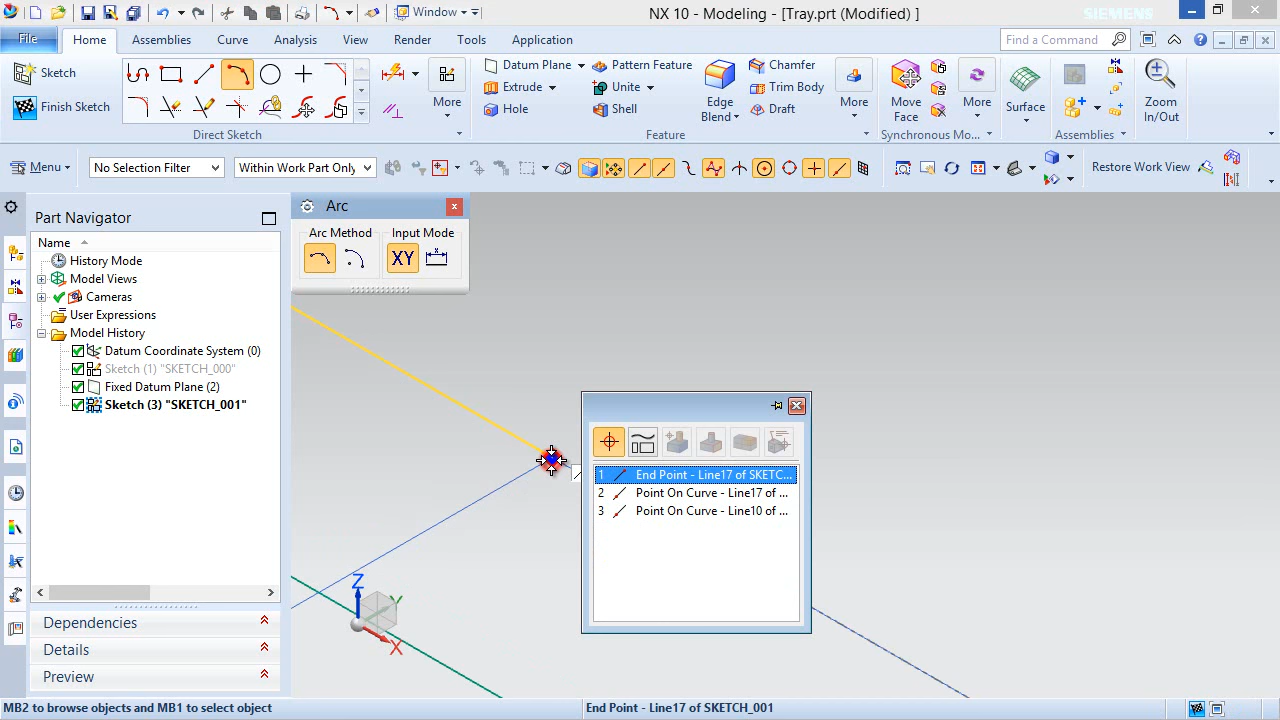 Window
NX 10 - Modeling - [Tray.prt (Modified) ]
SIEMENS
File
Home
Assemblies
Curve
Analysis
View
Render
Tools
Application
Find a Command
Sketch
Finish Sketch
More
Direct Sketch
Datum Plane
Extrude
Hole
Pattern Feature
Unite
Shell
Edge
Blend
Chamfer
Trim Body
Draft
More
Feature
Move
Face
More
Synchronous Mo...
Surface
Assemblies
Zoom
In/Out
Menu
No Selection Filter
Within Work Part Only
Restore Work View
Part Navigator
Name
History Mode
Model Views
Cameras
User Expressions
Model History
Datum Coordinate System (0)
Sketch (1) "SKETCH_000"
Fixed Datum Plane (2)
Sketch (3) "SKETCH_001"
Dependencies
Details
Preview
Arc
Arc Method
Input Mode
XY
1 End Point - Line17 of SKETC...
2 Point On Curve - Line17 of ...
3 Point On Curve - Line10 of ...
Z
Y
X
MB2 to browse objects and MB1 to select object
End Point - Line17 of SKETCH_001